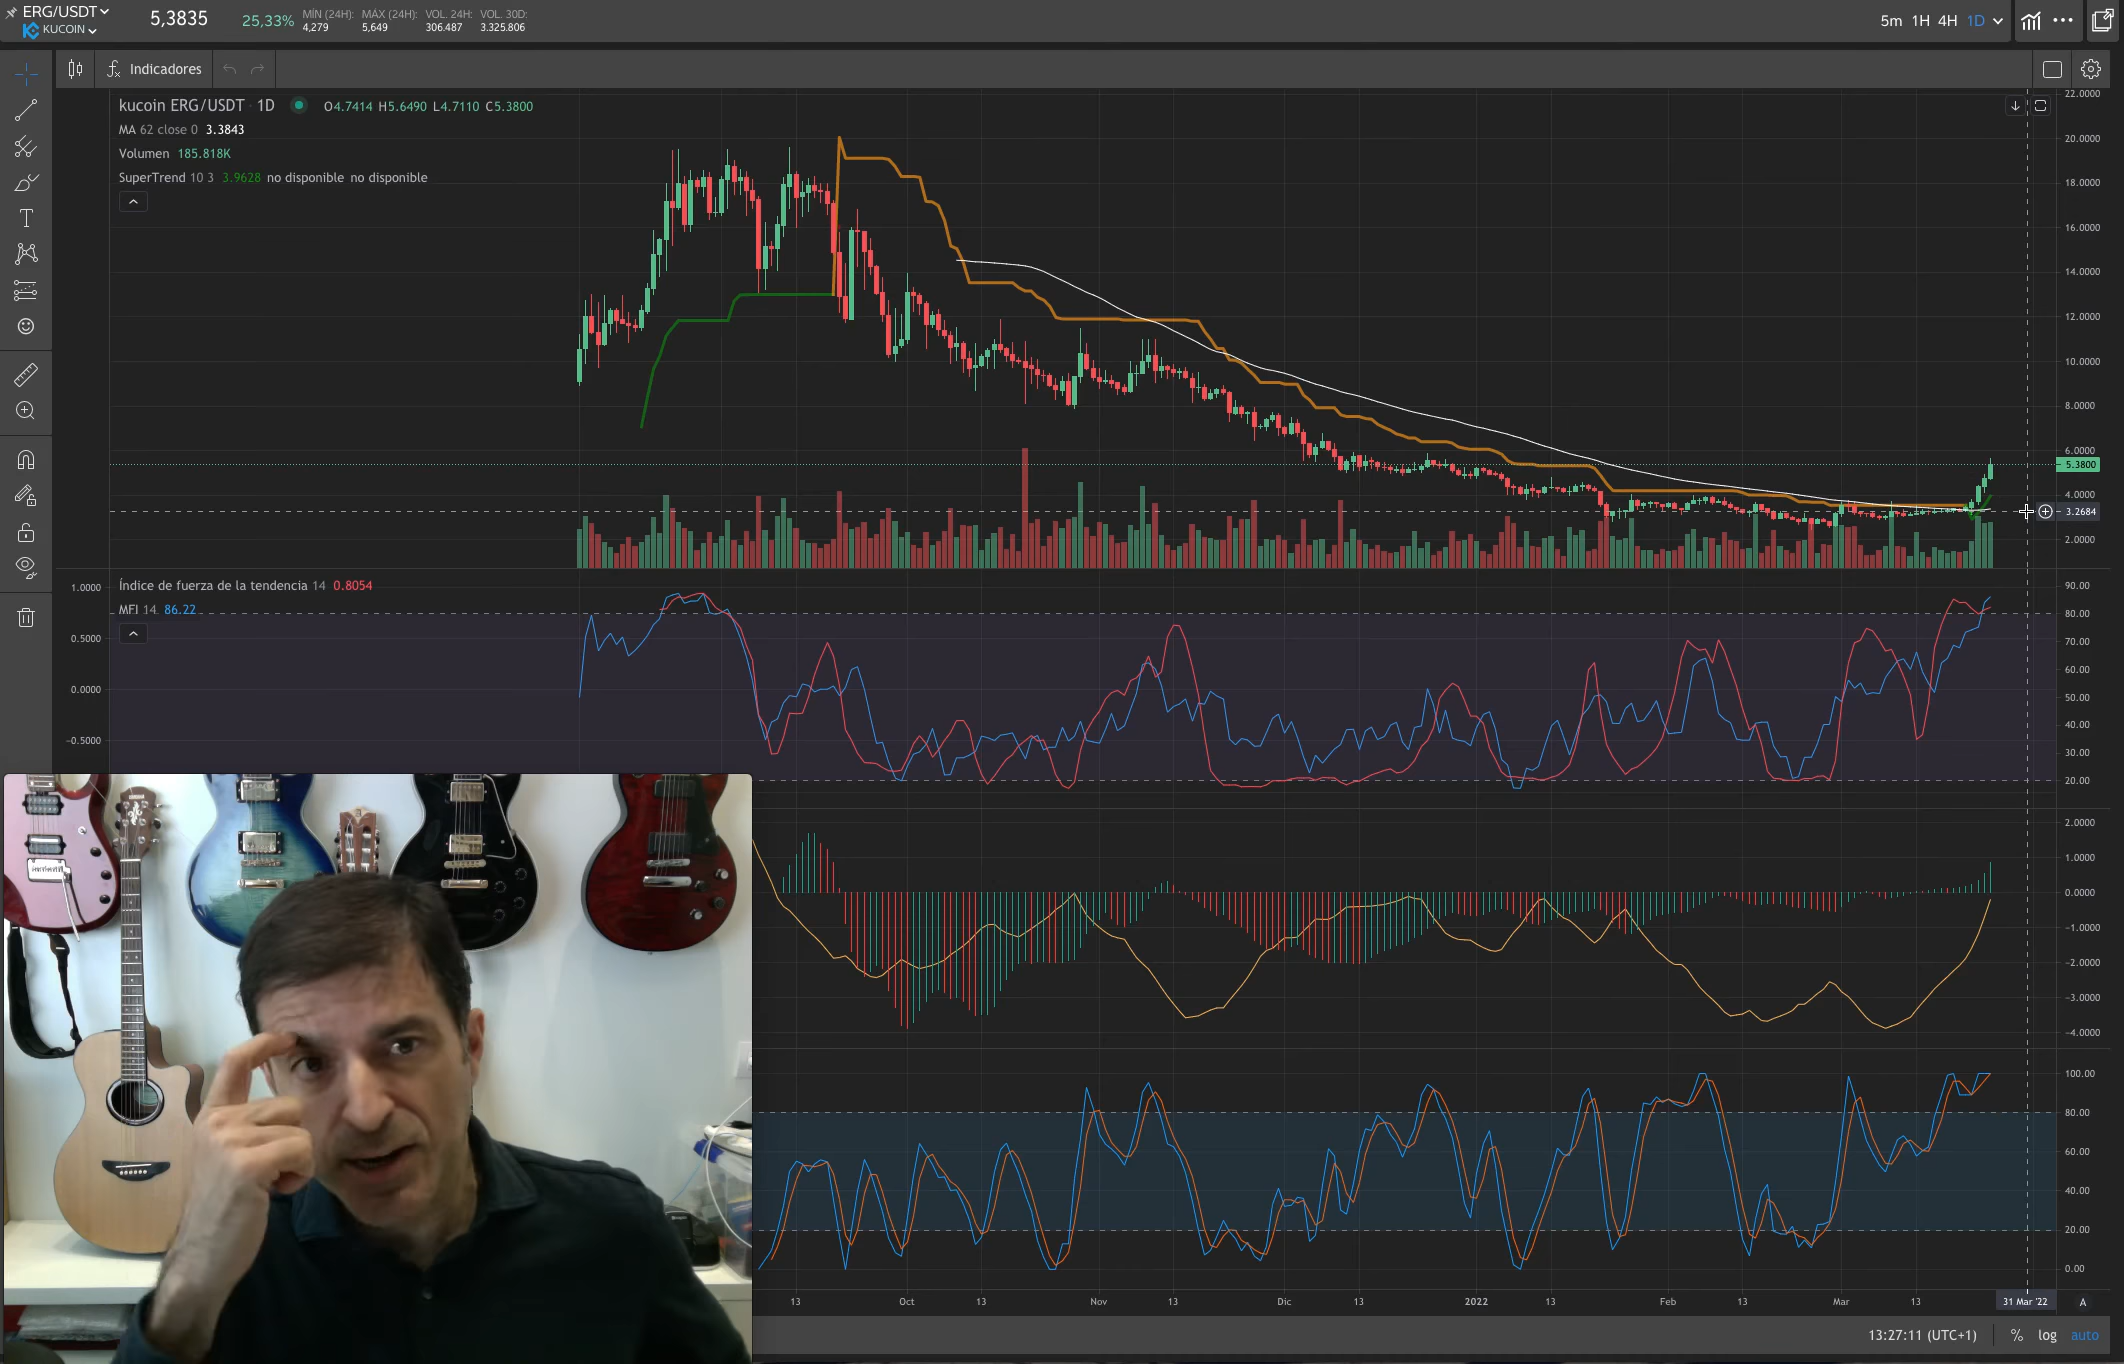 ERG/USDT
KUCOIN
5,3835
25,33%
MÍN (24H): MÁX (24H): VOL. 24H: VOL. 30D:
4,279 5,649 306.487 3.325.806
5m 1H 4H 1D
Indicadores
kucoin ERG/USDT 1D O4.7414 H5.6490 L4.7110 C5.3800
MA 62 close 0 3.3843
Volumen 185.818K
SuperTrend 10 3 3.9628 no disponible no disponible
22.0000
20.0000
18.0000
16.0000
14.0000
12.0000
10.0000
8.0000
6.0000
5.3800
4.0000
3.2684
2.0000
Índice de fuerza de la tendencia 14 0.8054
MFI 14 86.22
1.0000
0.5000
0.0000
−0.5000
90.00
80.00
70.00
60.00
50.00
40.00
30.00
20.00
2.0000
1.0000
0.0000
−1.0000
−2.0000
−3.0000
−4.0000
100.00
80.00
60.00
40.00
20.00
0.00
13 Oct 13 Nov 13 Dic 13 2022 13 Feb 13 Mar 13 31 Mar '22 A
13:27:11 (UTC+1) % log auto